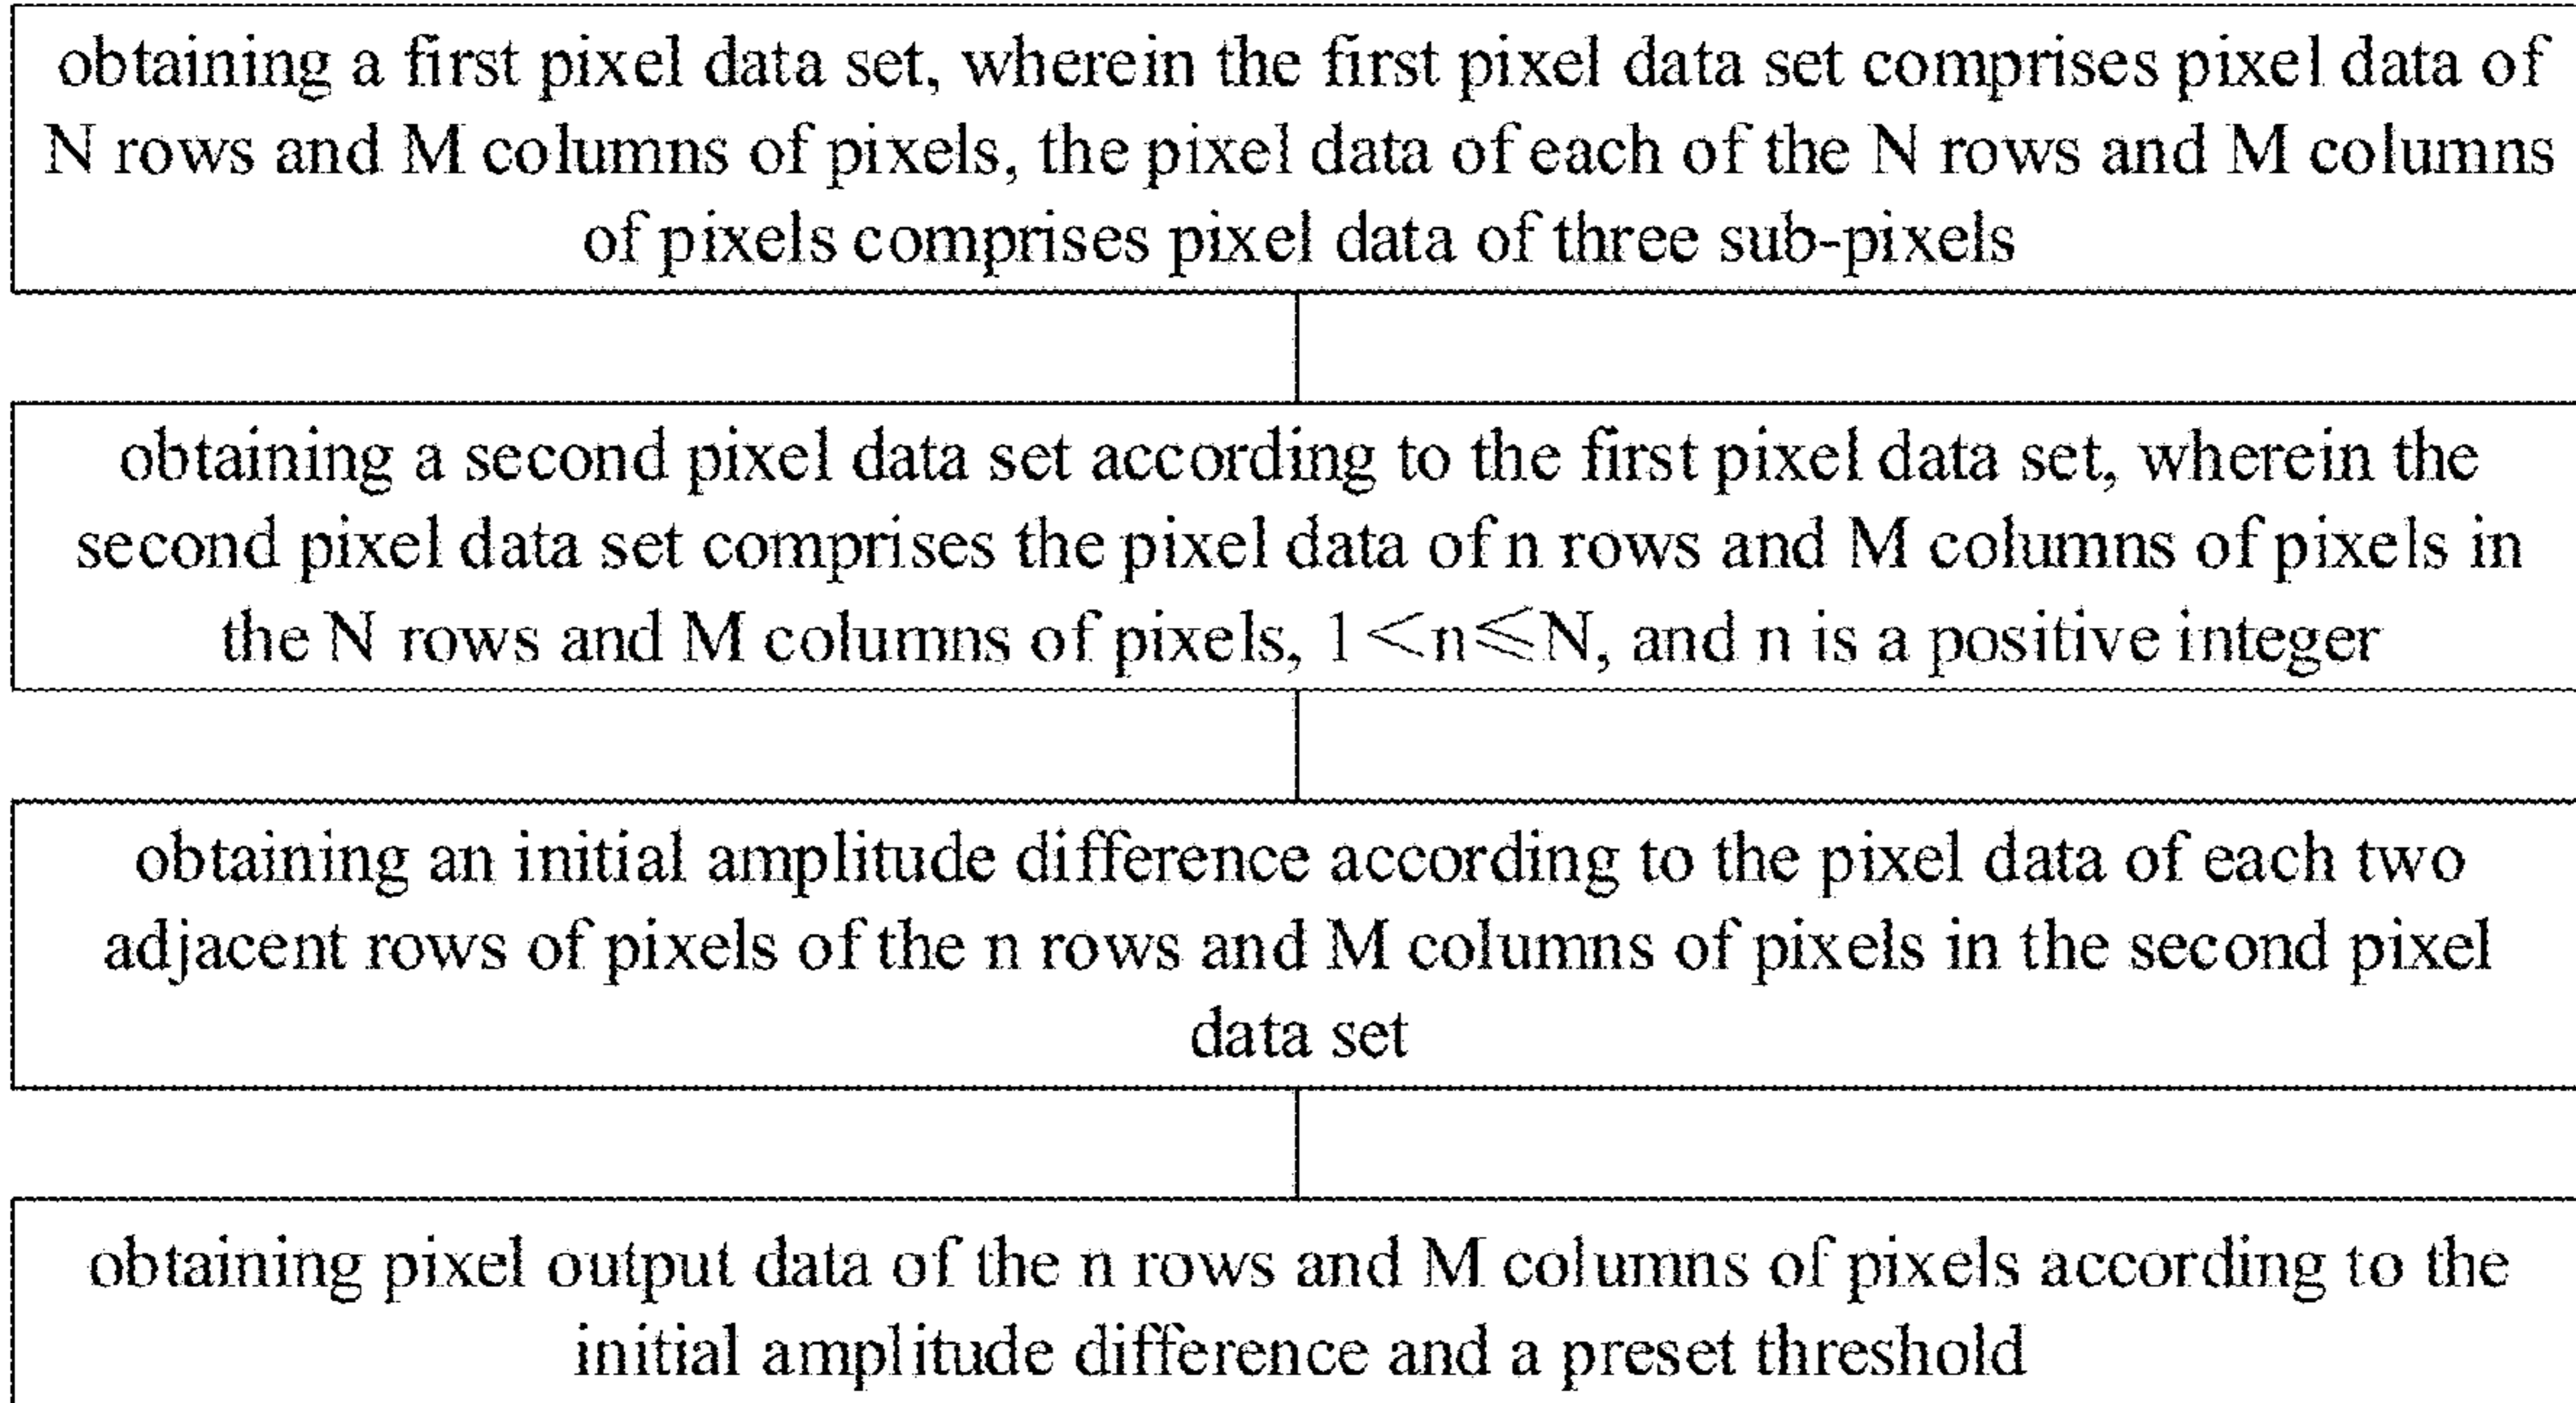 obtaining a first pixel data set, wherein the first pixel data set comprises pixel data of
N rows and M columns of pixels, the pixel data of each of the N rows and M columns
of pixels comprises pixel data of three sub-pixels
obtaining a second pixel data set according to the first pixel data set, wherein the
second pixel data set comprises the pixel data of n rows and M columns of pixels in
the N rows and M columns of pixels, 1<n⩽N, and n is a positive integer
obtaining an initial amplitude difference according to the pixel data of each two
adjacent rows of pixels of the n rows and M columns of pixels in the second pixel
data set
obtaining pixel output data of the n rows and M columns of pixels according to the
initial amplitude difference and a preset threshold